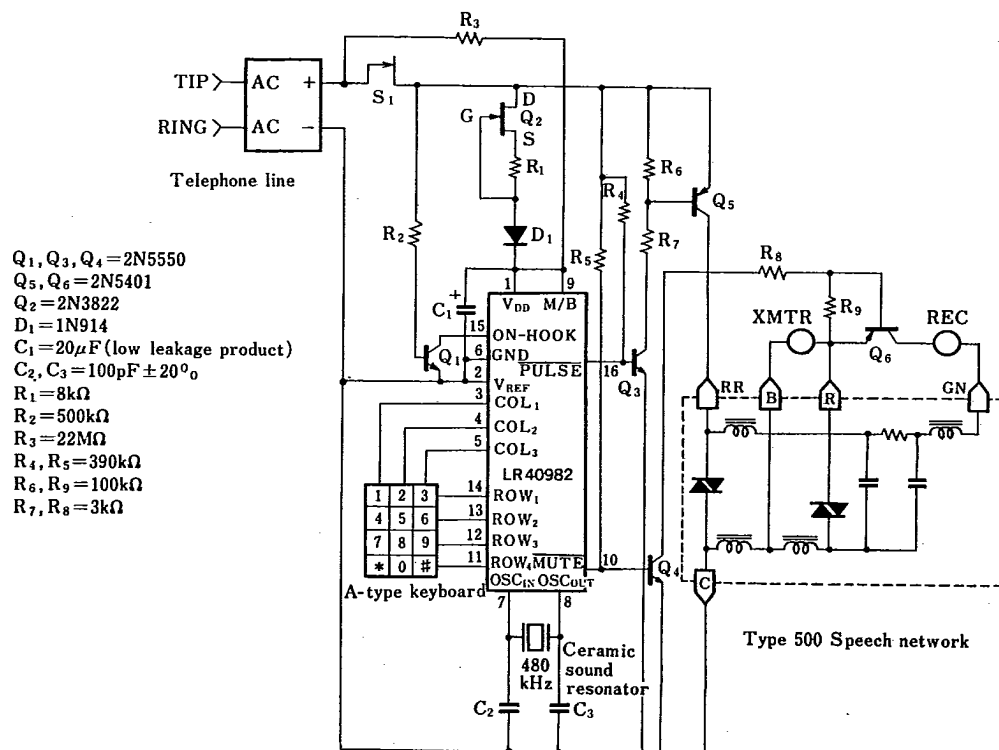 R3
TIP
AC
+
S1
RING
AC
−
Telephone line
D
G
Q2
S
R1
R6
R4
Q5
R2
D1
R7
R5
R8
Q1, Q3, Q4=2N5550
Q5, Q6=2N5401
Q2=2N3822
D1=1N914
C1=20μF(low leakage product)
C2, C3=100pF±20%
R1=8kΩ
R2=500kΩ
R3=22MΩ
R4, R5=390kΩ
R6, R9=100kΩ
R7, R8=3kΩ
+
C1
1
9
VDD M/B
15
ON-HOOK
Q1
6
GND
PULSE
16
Q3
2
VREF
3
COL1
4
COL2
5
COL3
LR40982
R9
XMTR
REC
Q6
RR
B
R
GN
1 2 3
4 5 6
7 8 9
* 0 #
14
ROW1
13
ROW2
12
ROW3
11
ROW4 MUTE
10
Q4
OSCIN OSCOUT
A-type keyboard
7
8
C
480
kHz
Ceramic
sound
resonator
C2
C3
Type 500 Speech network